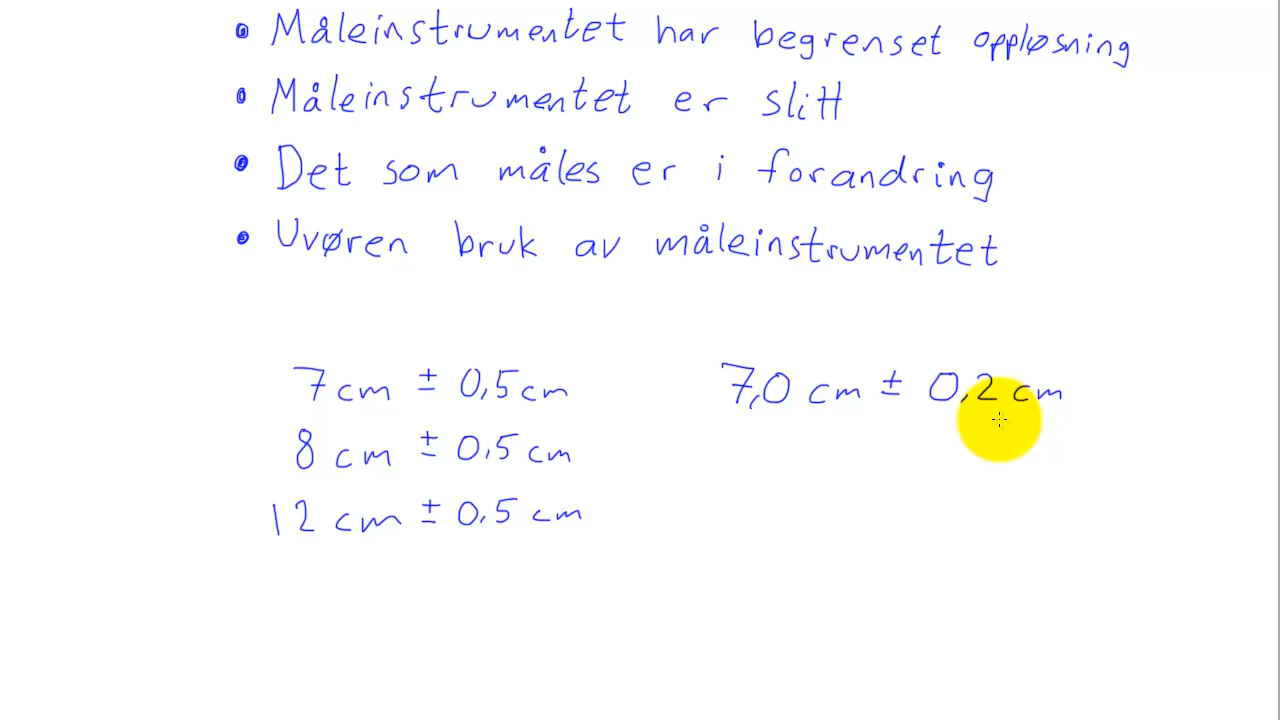 • Måleinstrumentet har begrenset oppløsning
• Måleinstrumentet er slitt
• Det som måles er i forandring
• Uvøren bruk av måleinstrumentet
7 cm ± 0,5 cm
7,0 cm ± 0,2 cm
8 cm ± 0,5 cm
12 cm ± 0,5 cm